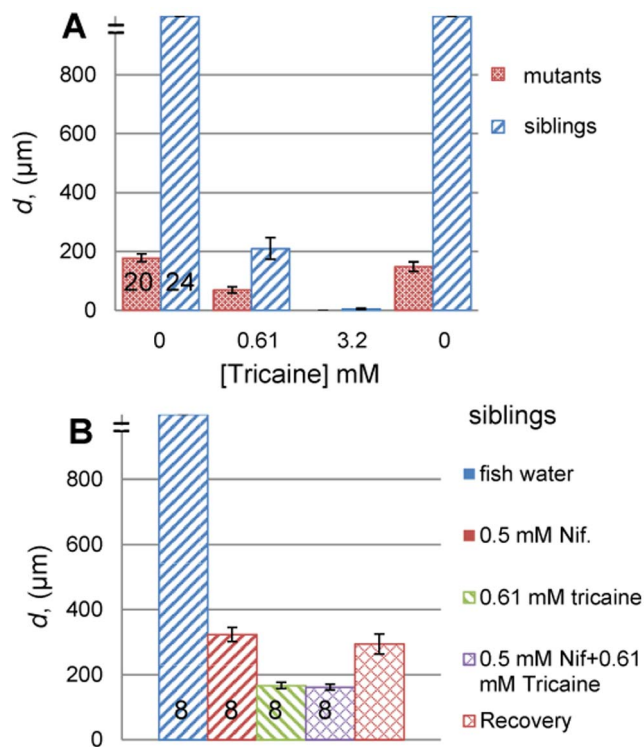 A
=
800
600
400
200
0
d, (µm)
20 24
0 0.61 3.2 0
[Tricaine] mM
mutants
siblings
B
=
800
600
400
200
0
d, (µm)
8 8 8 8
siblings
fish water
0.5 mM Nif.
0.61 mM tricaine
0.5 mM Nif+0.61
mM Tricaine
Recovery